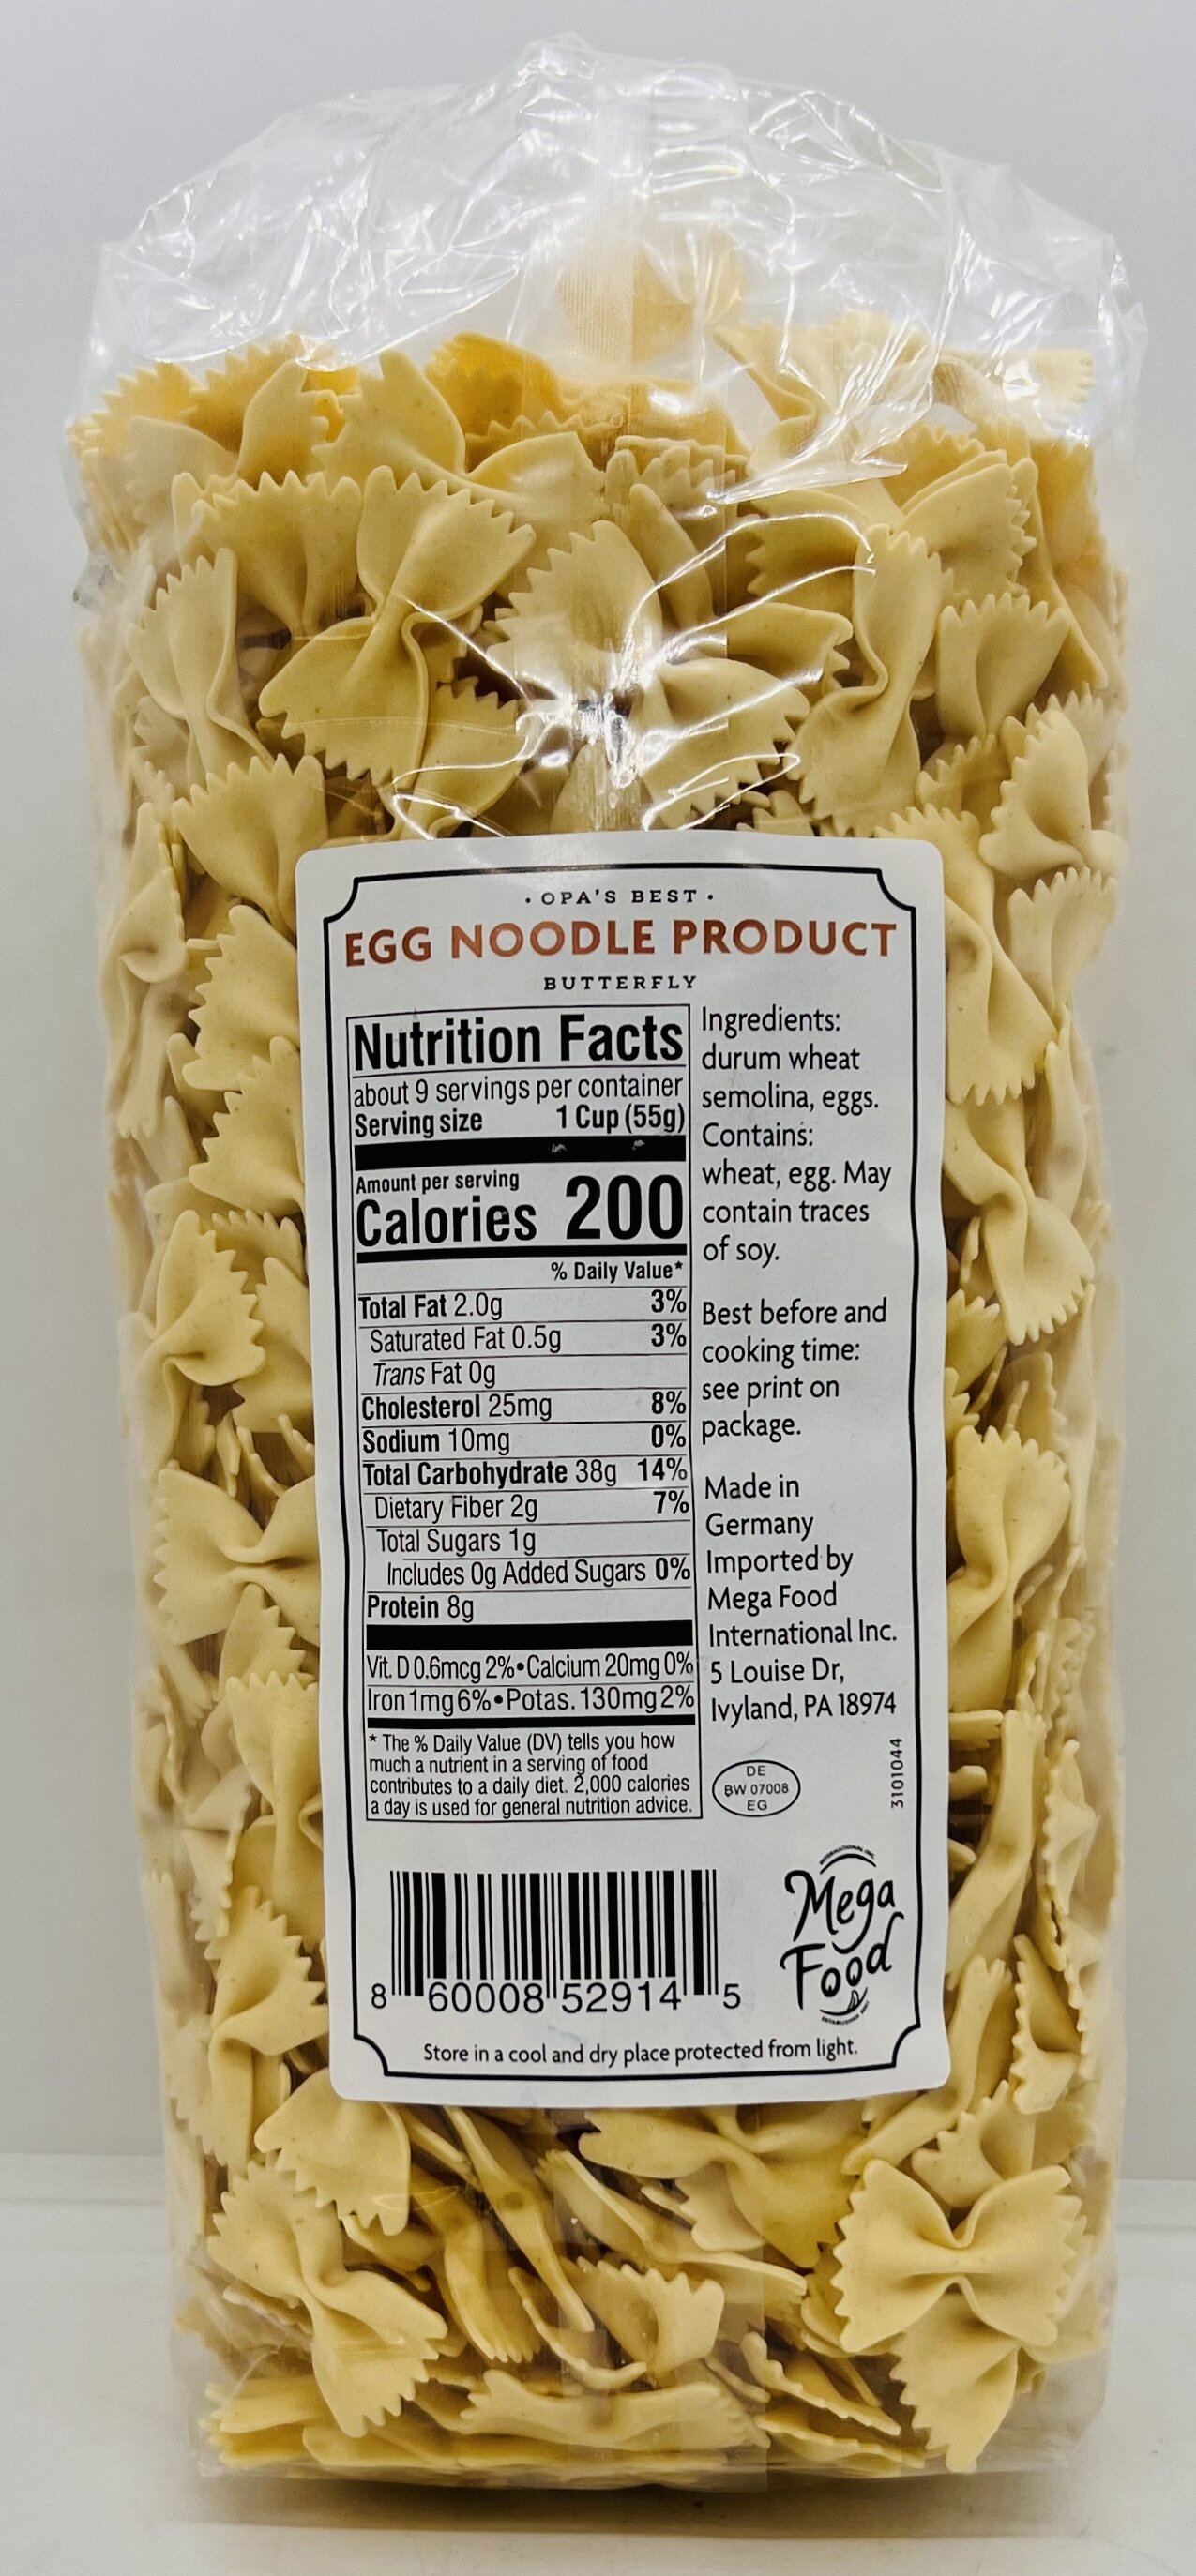 • OPA'S BEST •
EGG NOODLE PRODUCT
BUTTERFLY
Nutrition Facts
about 9 servings per container
Serving size 1 Cup (55g)
Amount per serving
Calories 200
% Daily Value*
Total Fat 2.0g 3%
Saturated Fat 0.5g 3%
Trans Fat 0g
Cholesterol 25mg 8%
Sodium 10mg 0%
Total Carbohydrate 38g 14%
Dietary Fiber 2g 7%
Total Sugars 1g
Includes 0g Added Sugars 0%
Protein 8g
Vit. D 0.6mcg 2%•Calcium 20mg 0%
Iron 1mg 6%•Potas. 130mg 2%
* The % Daily Value (DV) tells you how
much a nutrient in a serving of food
contributes to a daily diet. 2,000 calories
a day is used for general nutrition advice.
Ingredients:
durum wheat
semolina, eggs.
Contains:
wheat, egg. May
contain traces
of soy.
Best before and
cooking time:
see print on
package.
Made in
Germany
Imported by
Mega Food
International Inc.
5 Louise Dr,
Ivyland, PA 18974
DE
BW 07008
EG
3101044
8 60008 52914 5
Mega
Food
Store in a cool and dry place protected from light.